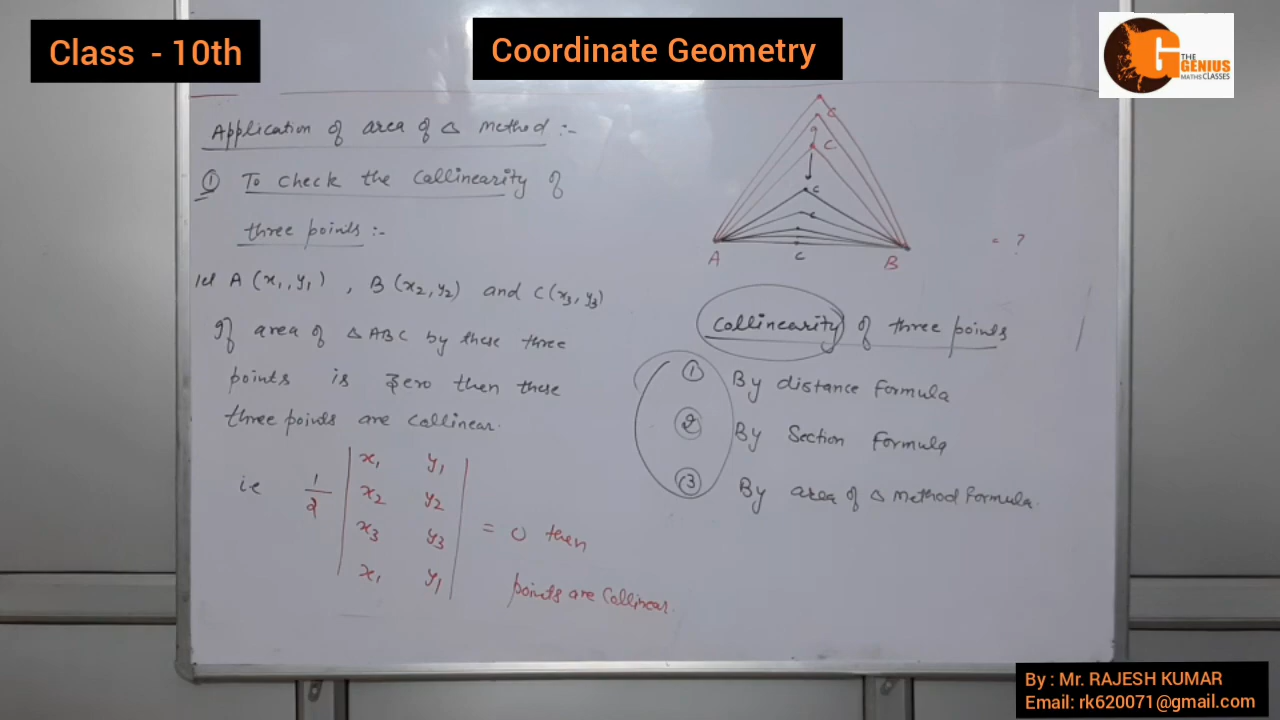 Class - 10th
Coordinate Geometry
G
THE
GENIUS
MATHS CLASSES
Application of area of △ Method :-
① To check the Collinearity of
three points :-
let A (x₁, y₁) , B (x₂, y₂) and C (x₃, y₃)
If area of △ ABC by these three
points is zero then these
three points are Collinear.
ie 1/2 | x₁ y₁
x₂ y₂
x₃ y₃
x₁ y₁ | = 0 then
points are Collinear.
C
C
C
C
A C B
= ?
Collinearity of three points
① By distance formula
② By Section formula
③ By area of △ Method formula.
By : Mr. RAJESH KUMAR
Email: rk620071@gmail.com